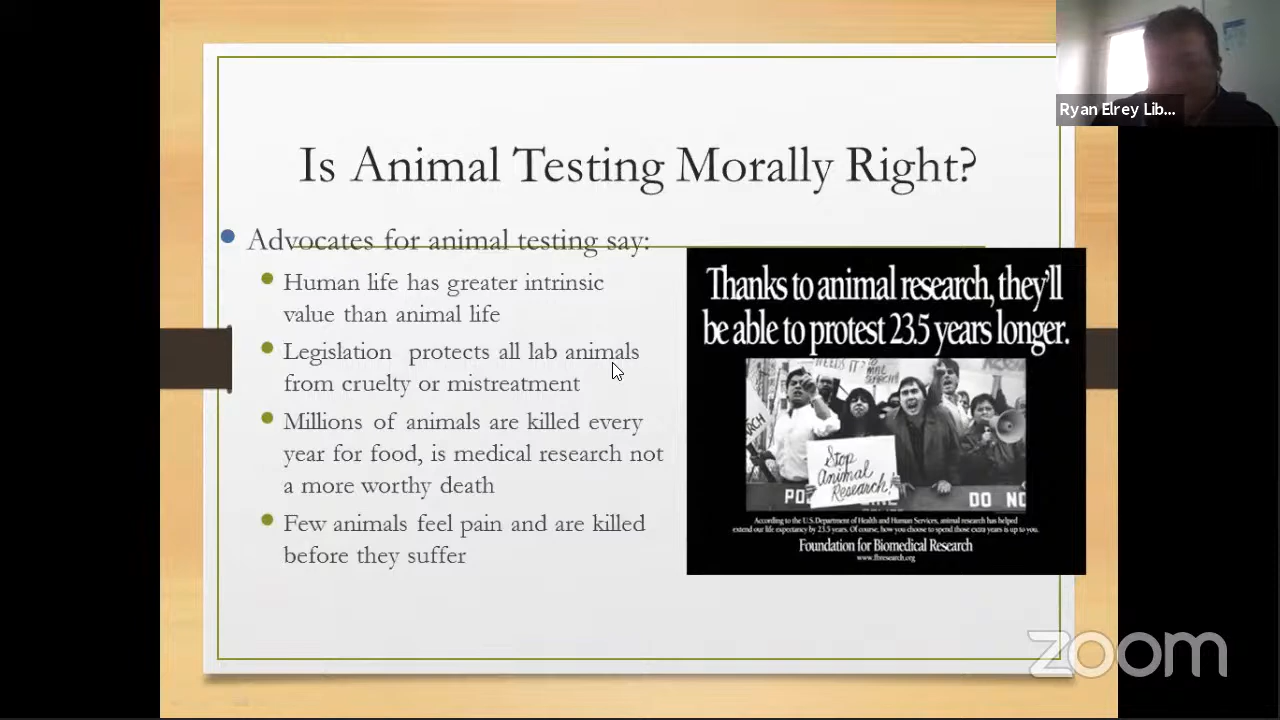 Ryan Elrey Lib...
Is Animal Testing Morally Right?
Advocates for animal testing say:
Human life has greater intrinsic
value than animal life
Legislation protects all lab animals
from cruelty or mistreatment
Millions of animals are killed every
year for food, is medical research not
a more worthy death
Few animals feel pain and are killed
before they suffer
Thanks to animal research, they'll
be able to protest 23.5 years longer.
Stop
Animal
Research!
DO NO
According to the U.S. Department of Health and Human Services, animal research has helped
extend our life expectancy by 23.5 years. Of course, how you choose to spend those extra years is up to you.
Foundation for Biomedical Research
www.fbresearch.org
zoom